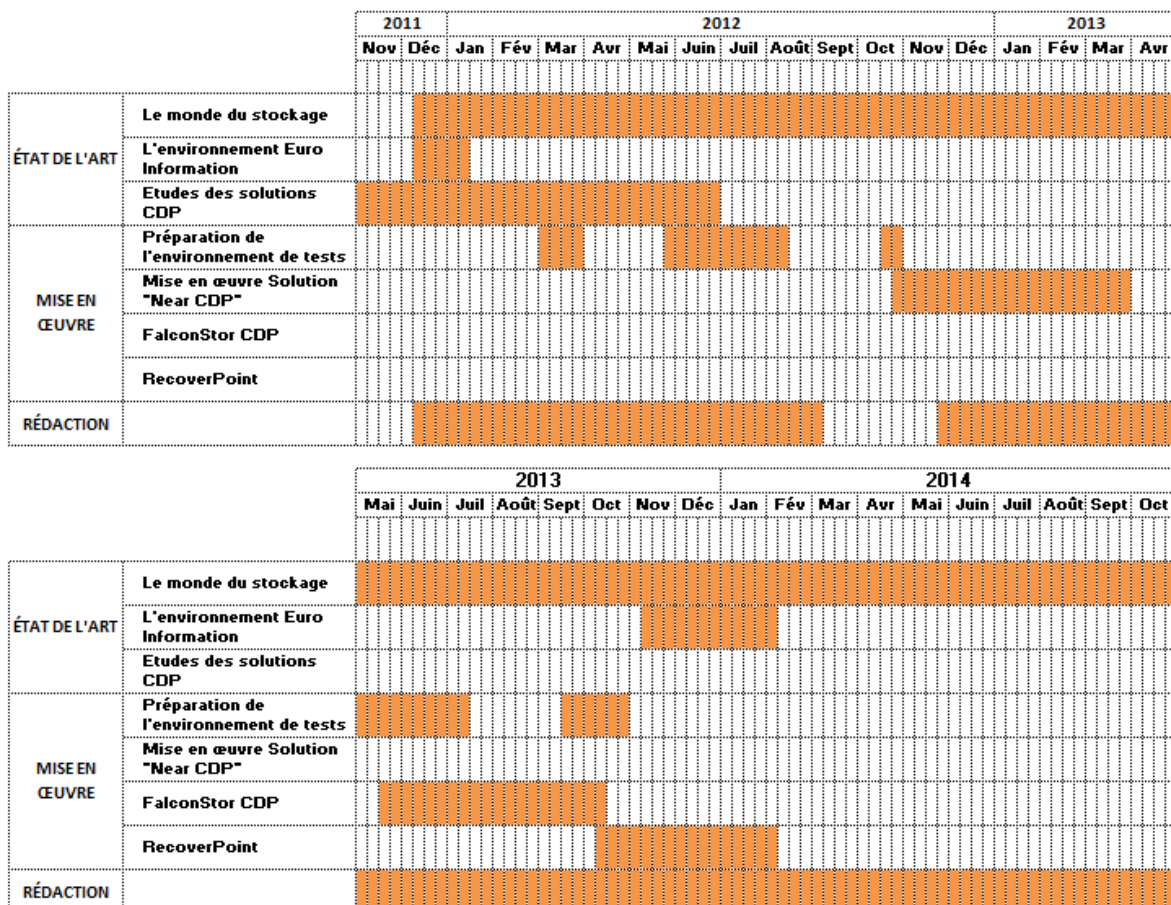 2011 2012 2013
Nov Déc Jan Fév Mar Avr Mai Juin Juil Août Sept Oct Nov Déc Jan Fév Mar Avr
ÉTAT DE L'ART
Le monde du stockage
L'environnement Euro
Information
Etudes des solutions
CDP
MISE EN
ŒUVRE
Préparation de
l'environnement de tests
Mise en œuvre Solution
"Near CDP"
FalconStor CDP
RecoverPoint
RÉDACTION
2013 2014
Mai Juin Juil Août Sept Oct Nov Déc Jan Fév Mar Avr Mai Juin Juil Août Sept Oct
ÉTAT DE L'ART
Le monde du stockage
L'environnement Euro
Information
Etudes des solutions
CDP
MISE EN
ŒUVRE
Préparation de
l'environnement de tests
Mise en œuvre Solution
"Near CDP"
FalconStor CDP
RecoverPoint
RÉDACTION